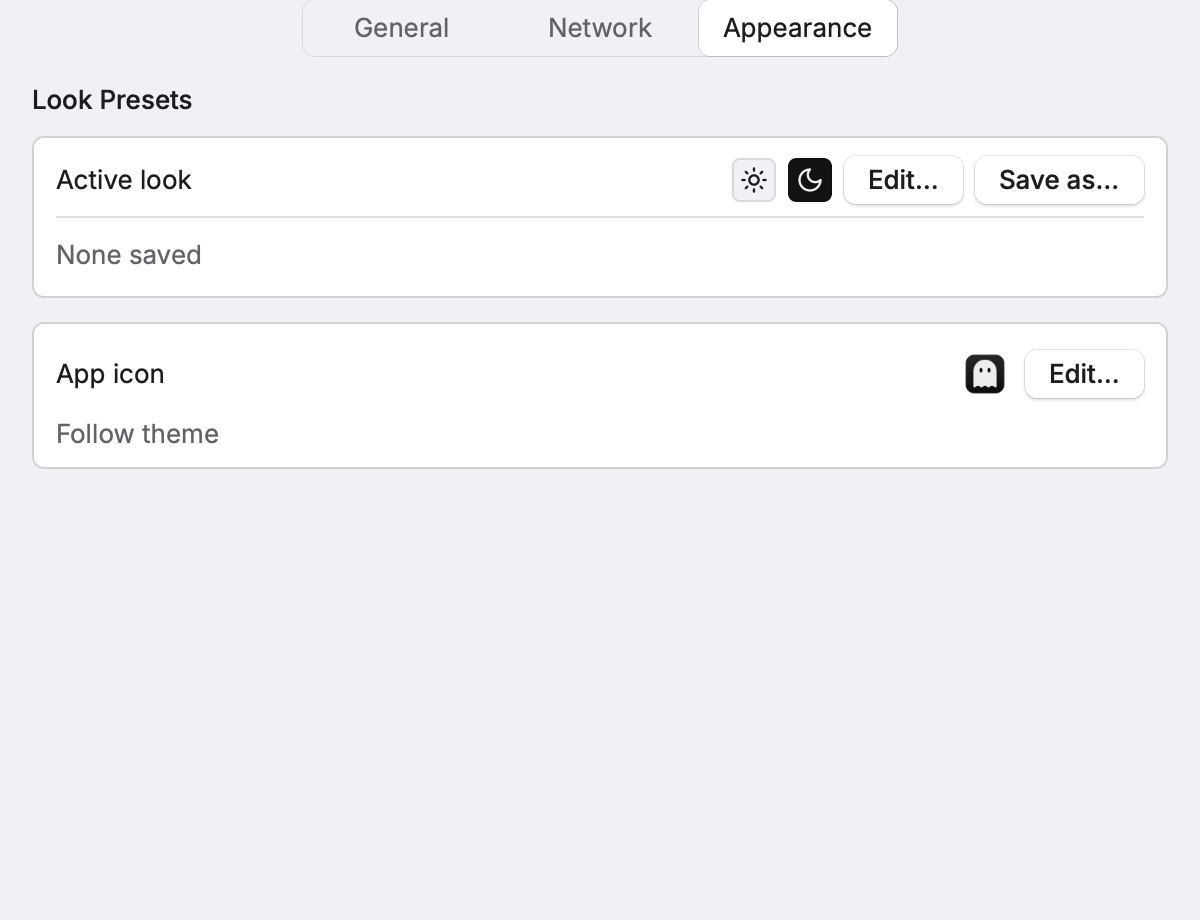 General Network Appearance
Look Presets
Active look Edit... Save as...
None saved
App icon Edit...
Follow theme